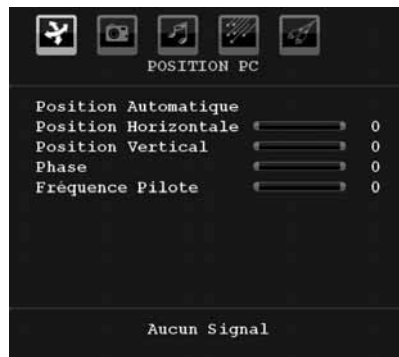 POSITION PC
Position Automatique
Position Horizontale 0
Position Vertical 0
Phase 0
Fréquence Pilote 0
Aucun Signal